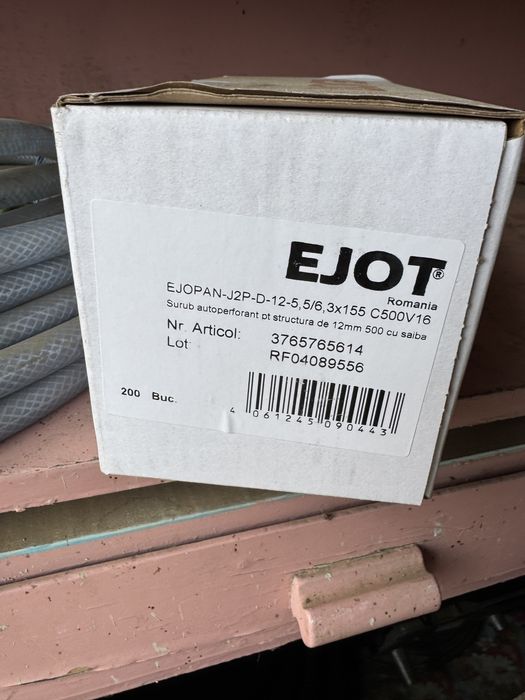 EJOT®
Romania
EJOPAN-J2P-D-12-5,5/6,3x155 C500V16
Surub autoperforant pt structura de 12mm 500 cu saiba
Nr. Articol: 3765765614
Lot: RF04089556
200 Buc.
4 061245 090443